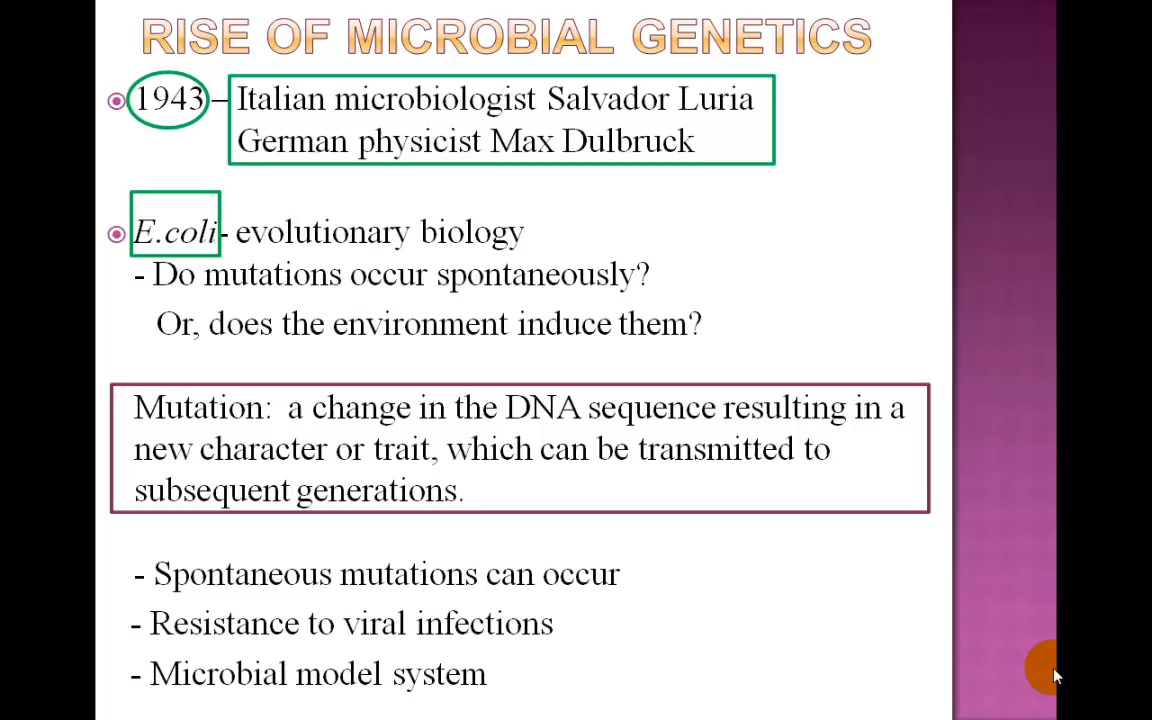 RISE OF MICROBIAL GENETICS
1943 – Italian microbiologist Salvador Luria
German physicist Max Dulbruck
E.coli- evolutionary biology
- Do mutations occur spontaneously?
Or, does the environment induce them?
Mutation: a change in the DNA sequence resulting in a
new character or trait, which can be transmitted to
subsequent generations.
- Spontaneous mutations can occur
- Resistance to viral infections
- Microbial model system